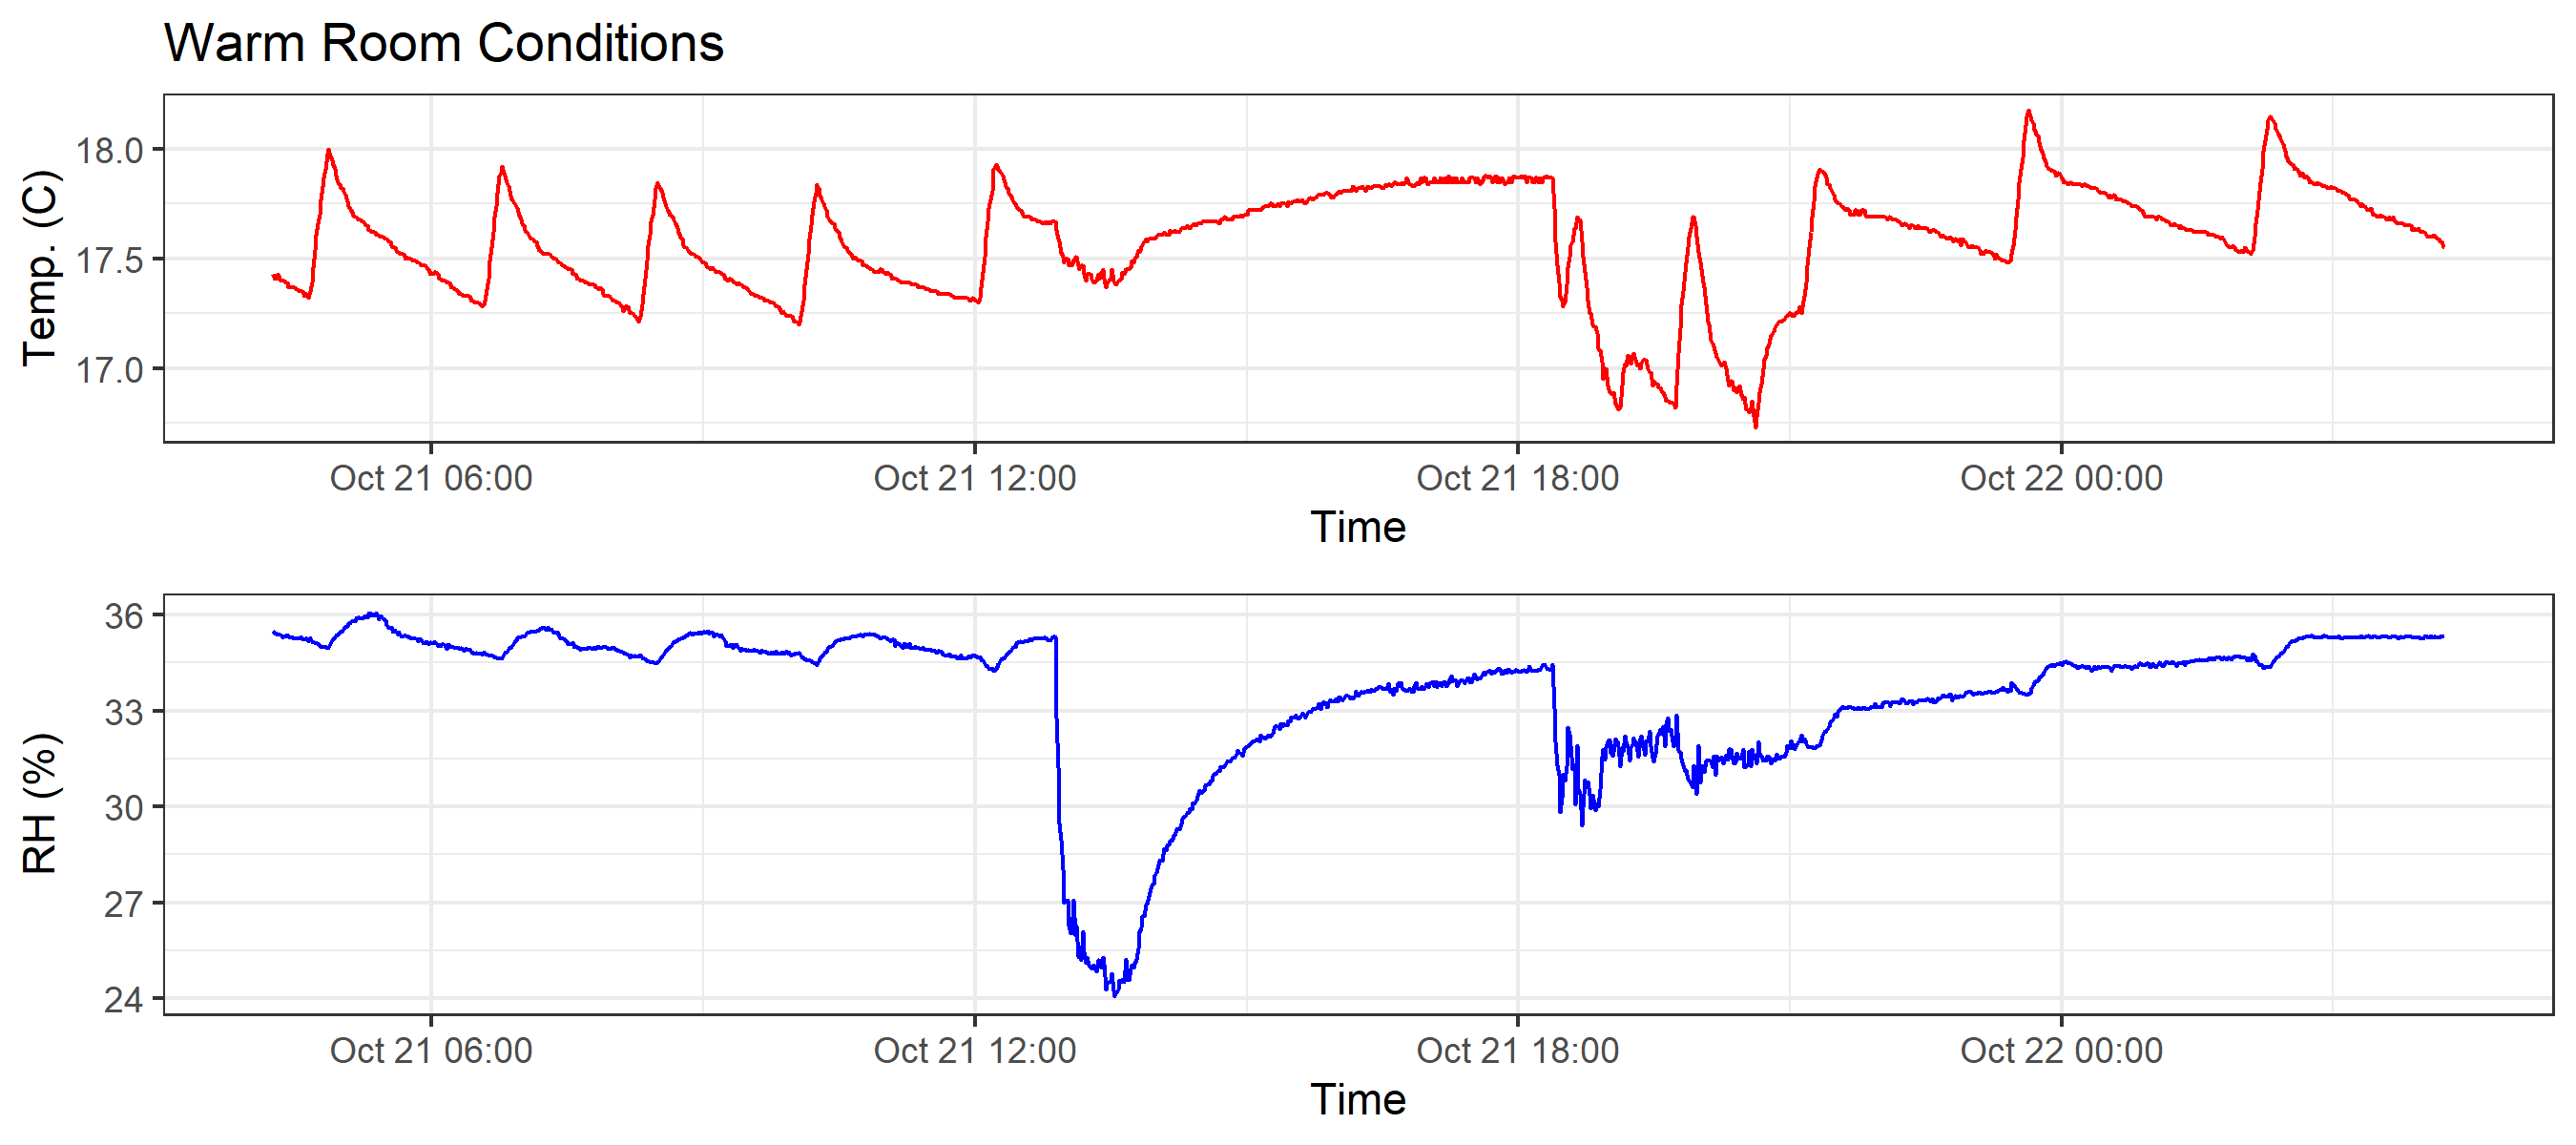 Warm Room Conditions
Temp. (C)
18.0
17.5
17.0
Oct 21 06:00 Oct 21 12:00 Oct 21 18:00 Oct 22 00:00
Time
RH (%)
36
33
30
27
24
Oct 21 06:00 Oct 21 12:00 Oct 21 18:00 Oct 22 00:00
Time